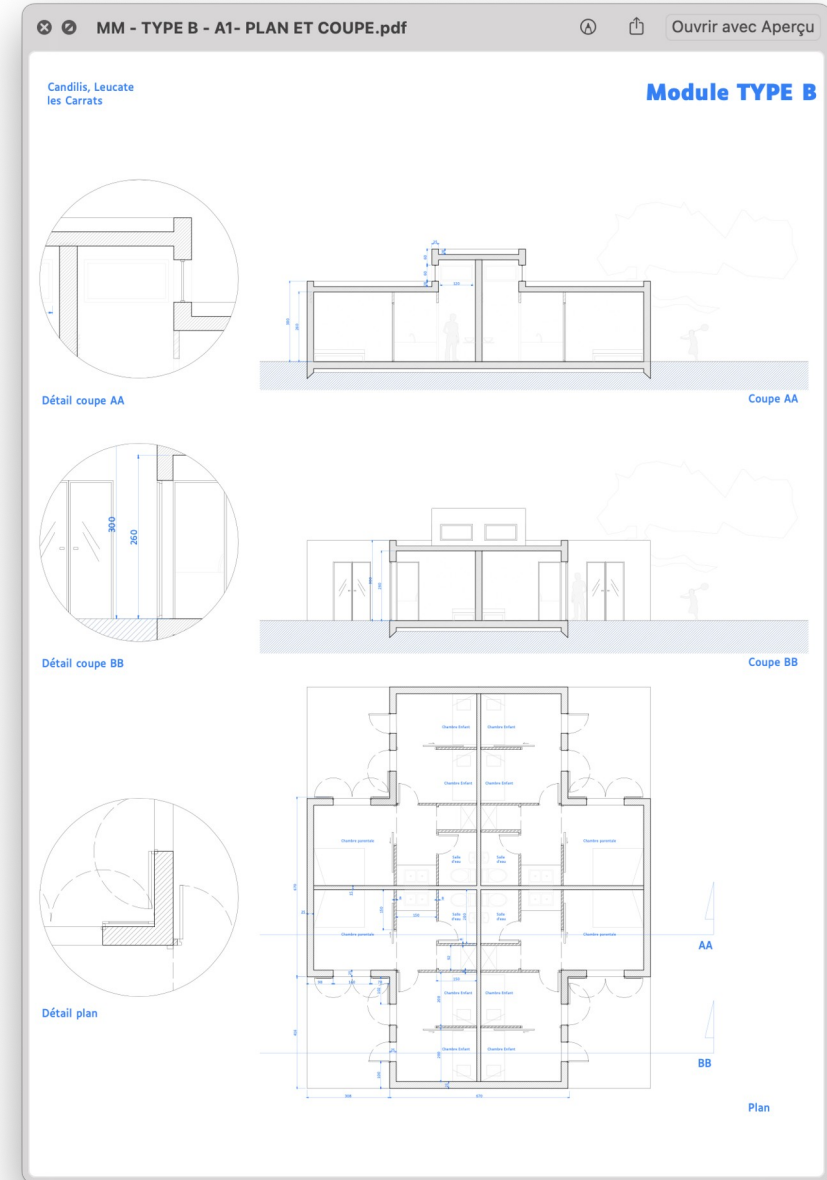 MM - TYPE B - A1- PLAN ET COUPE.pdf
Ouvrir avec Aperçu
Candilis, Leucate
les Carrats
Module TYPE B
Détail coupe AA
Coupe AA
300
260
Détail coupe BB
Coupe BB
Chambre Enfant
Chambre Enfant
Chambre Enfant
Chambre Enfant
Chambre parentale
Chambre parentale
Salle
d'eau
Salle
d'eau
Salle
d'eau
Salle
d'eau
Chambre parentale
Chambre parentale
AA
Chambre Enfant
Chambre Enfant
Détail plan
Chambre Enfant
Chambre Enfant
BB
Plan